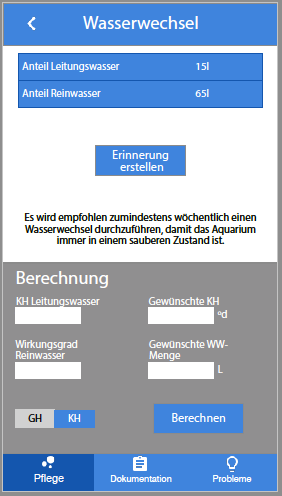 Wasserwechsel
Anteil Leitungswasser 15l
Anteil Reinwasser 65l
Erinnerung
erstellen
Es wird empfohlen zumindestens wöchentlich einen
Wasserwechsel durchzuführen, damit das Aquarium
immer in einem sauberen Zustand ist.
Berechnung
KH Leitungswasser Gewünschte KH
°d
Wirkungsgrad Gewünschte WW-
Reinwasser Menge
L
GH KH Berechnen
Pflege Dokumentation Probleme